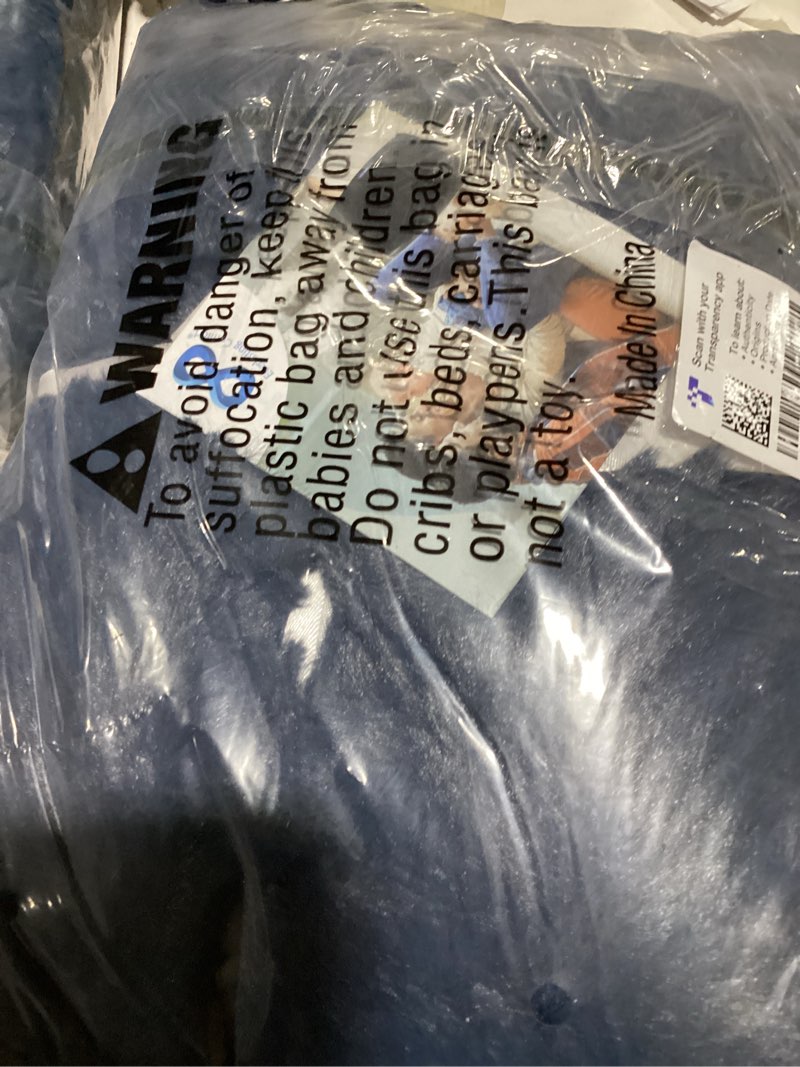 WARNING
To avoid danger of
suffocation, keep this
plastic bag away from
babies and children.
Do not use this bag in
cribs, beds, carriages
or playpens. This bag is
not a toy.
Made In China
Scan with your
Transparency app
To learn about:
• Authenticity
• Origins